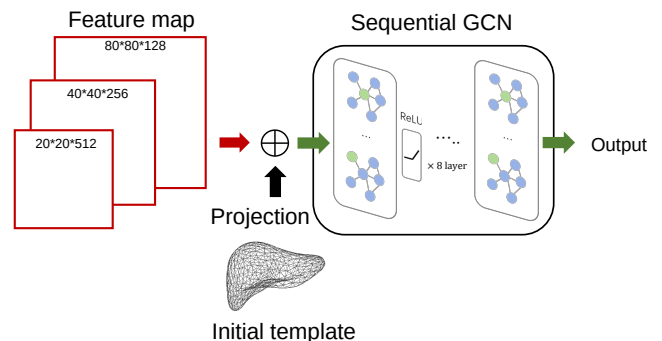 Feature map
Sequential GCN
80*80*128
40*40*256
20*20*512
ReLU
...
.....
...
× 8 layer
Output
Projection
Initial template